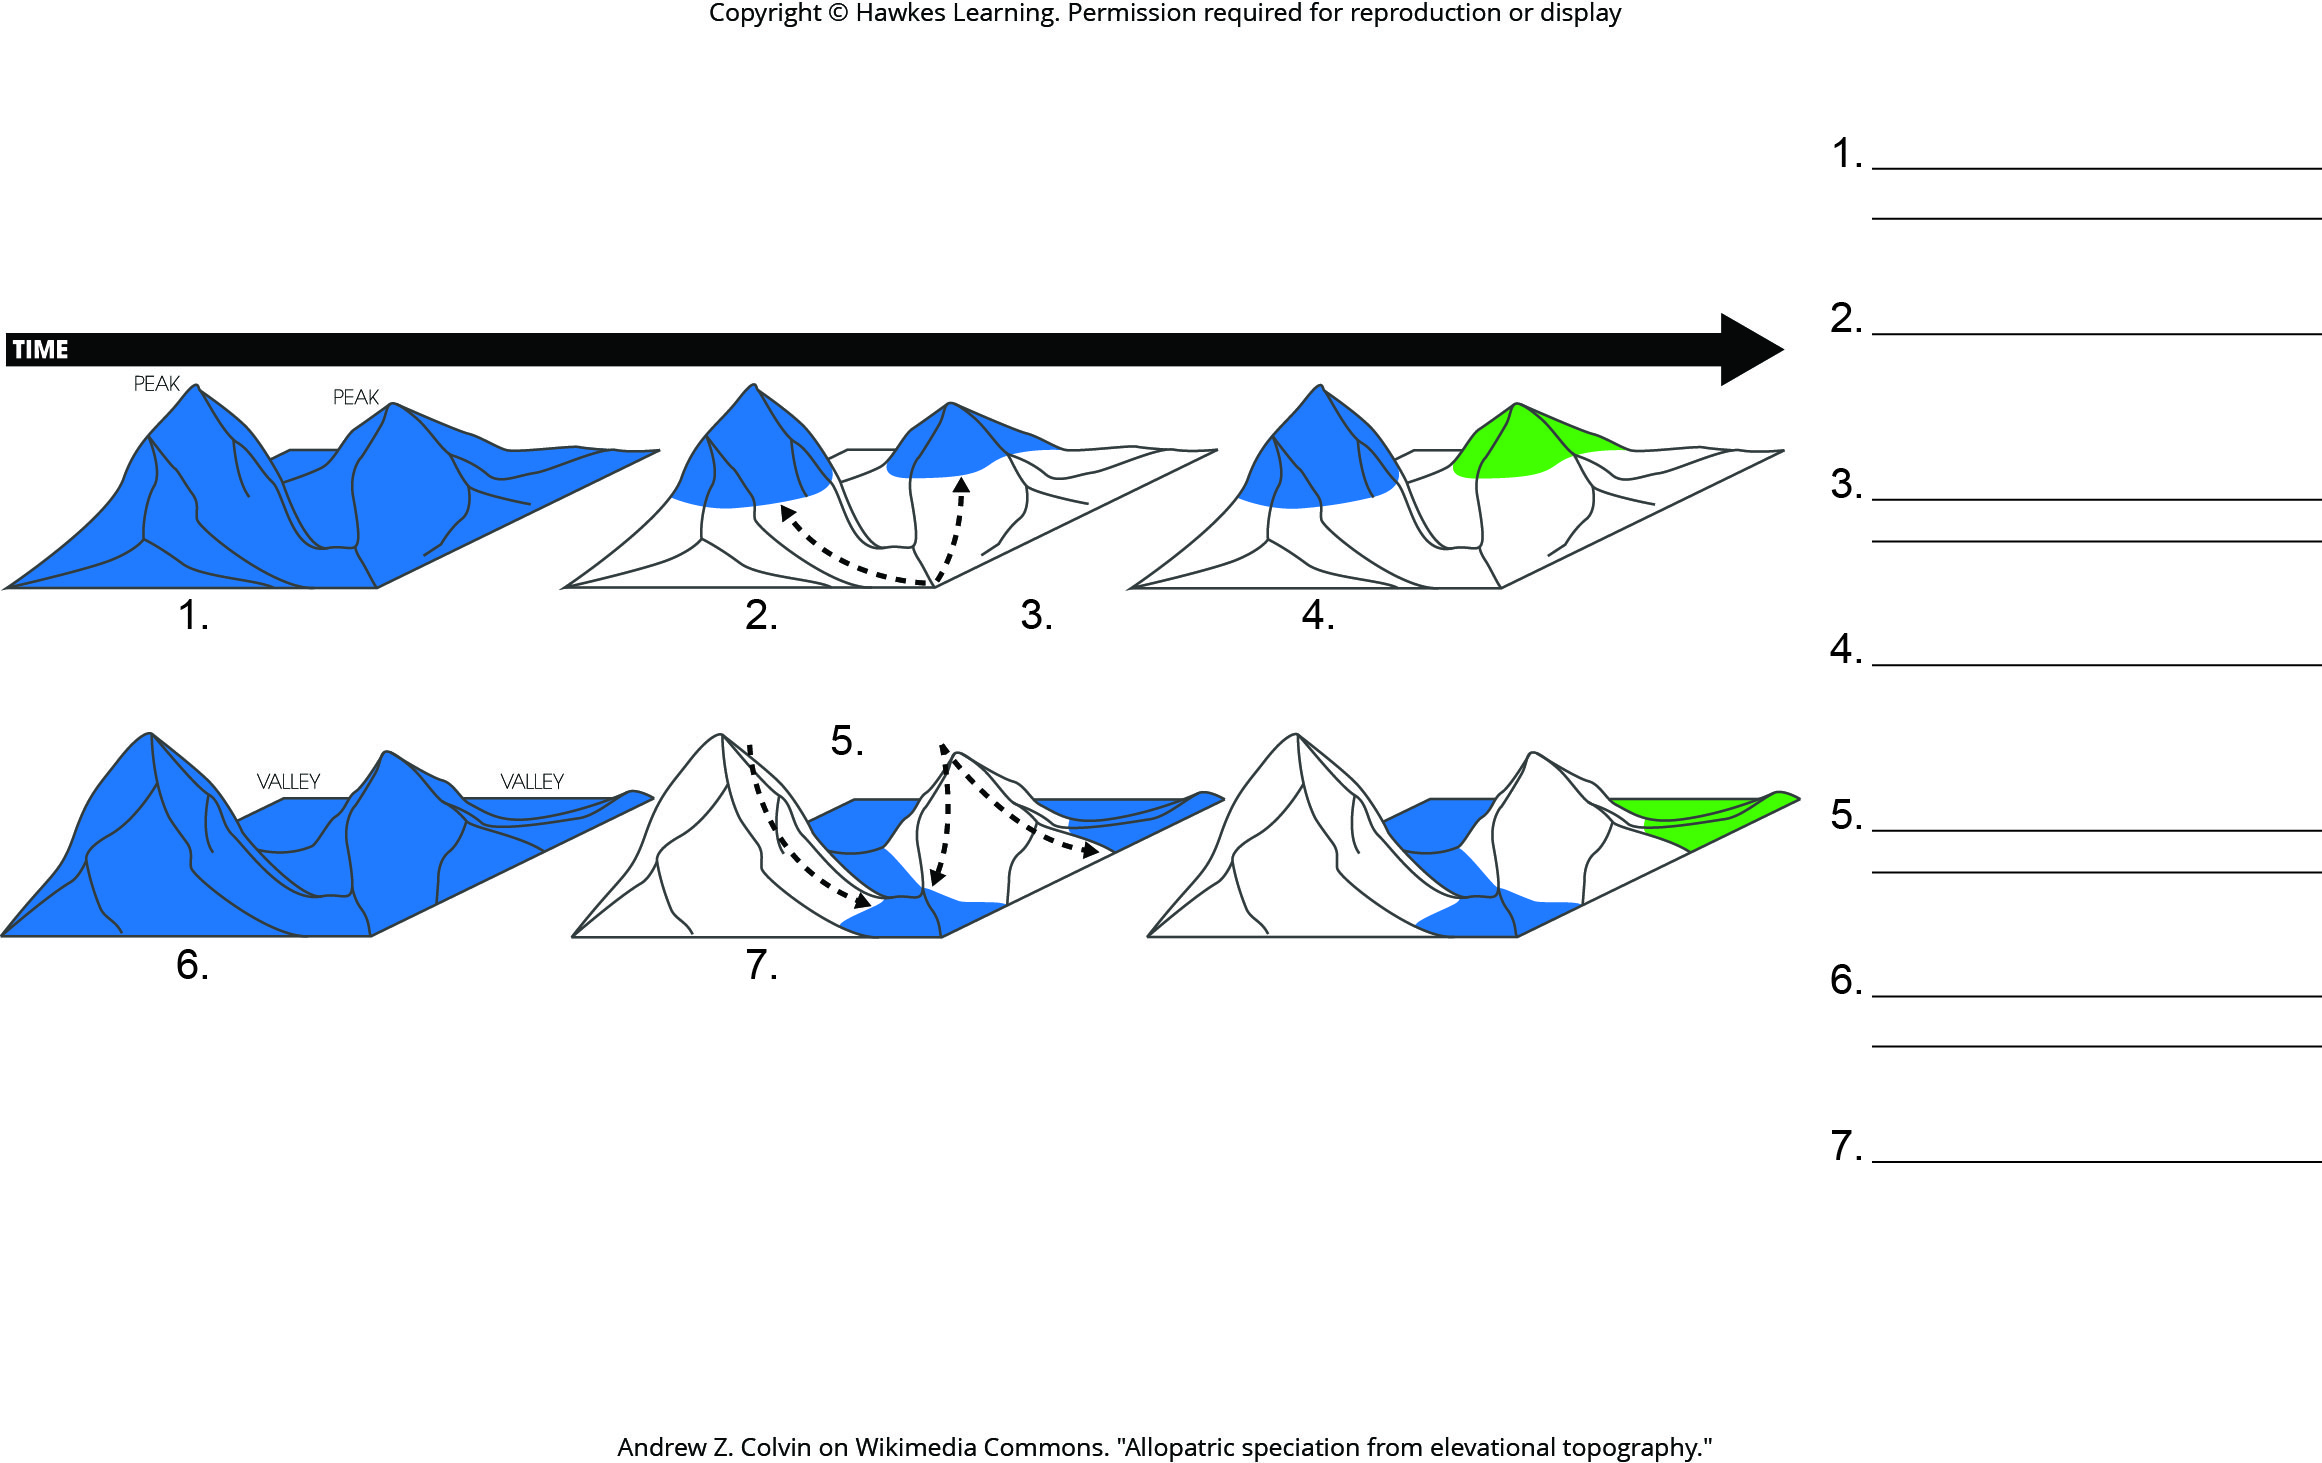 Copyright © Hawkes Learning. Permission required for reproduction or display
1.
2.
3.
4.
5.
6.
7.
TIME
PEAK
PEAK
1.
2.
3.
4.
5.
VALLEY
VALLEY
6.
7.
Andrew Z. Colvin on Wikimedia Commons. "Allopatric speciation from elevational topography."